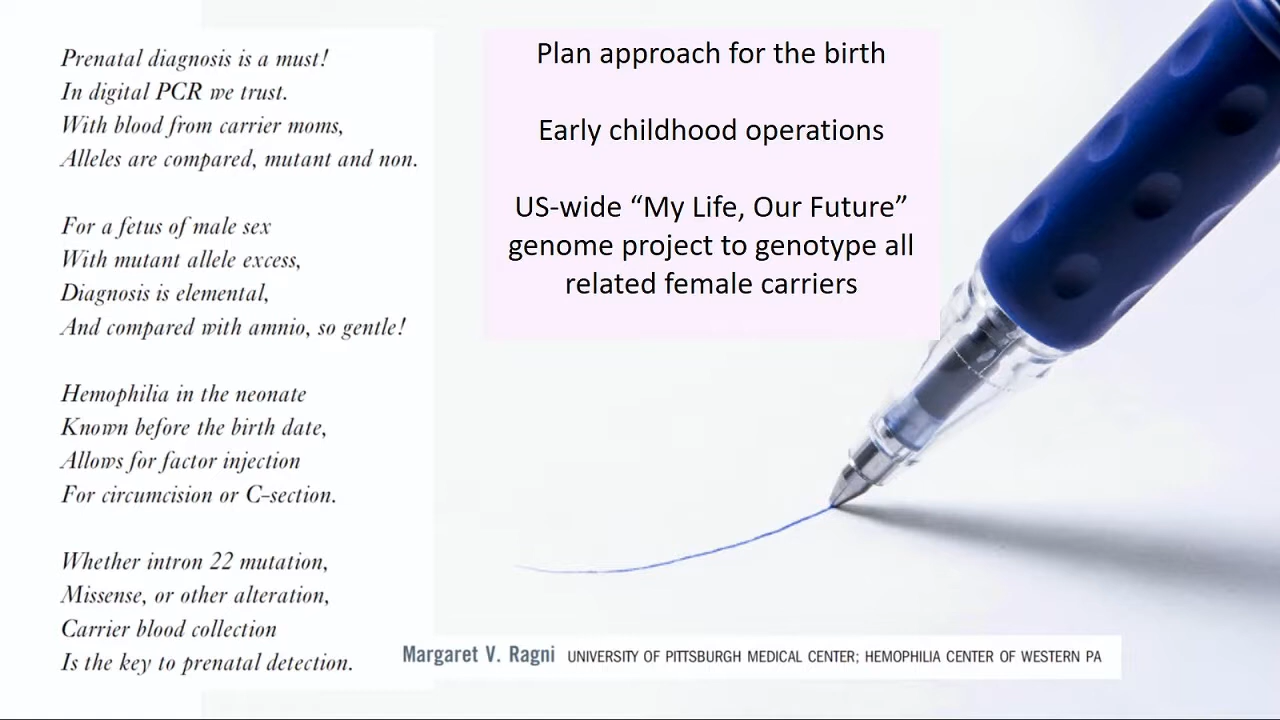 Prenatal diagnosis is a must!
In digital PCR we trust.
With blood from carrier moms,
Alleles are compared, mutant and non.
For a fetus of male sex
With mutant allele excess,
Diagnosis is elemental,
And compared with amnio, so gentle!
Hemophilia in the neonate
Known before the birth date,
Allows for factor injection
For circumcision or C-section.
Whether intron 22 mutation,
Missense, or other alteration,
Carrier blood collection
Is the key to prenatal detection.
Plan approach for the birth
Early childhood operations
US-wide “My Life, Our Future”
genome project to genotype all
related female carriers
Margaret V. Ragni UNIVERSITY OF PITTSBURGH MEDICAL CENTER; HEMOPHILIA CENTER OF WESTERN PA